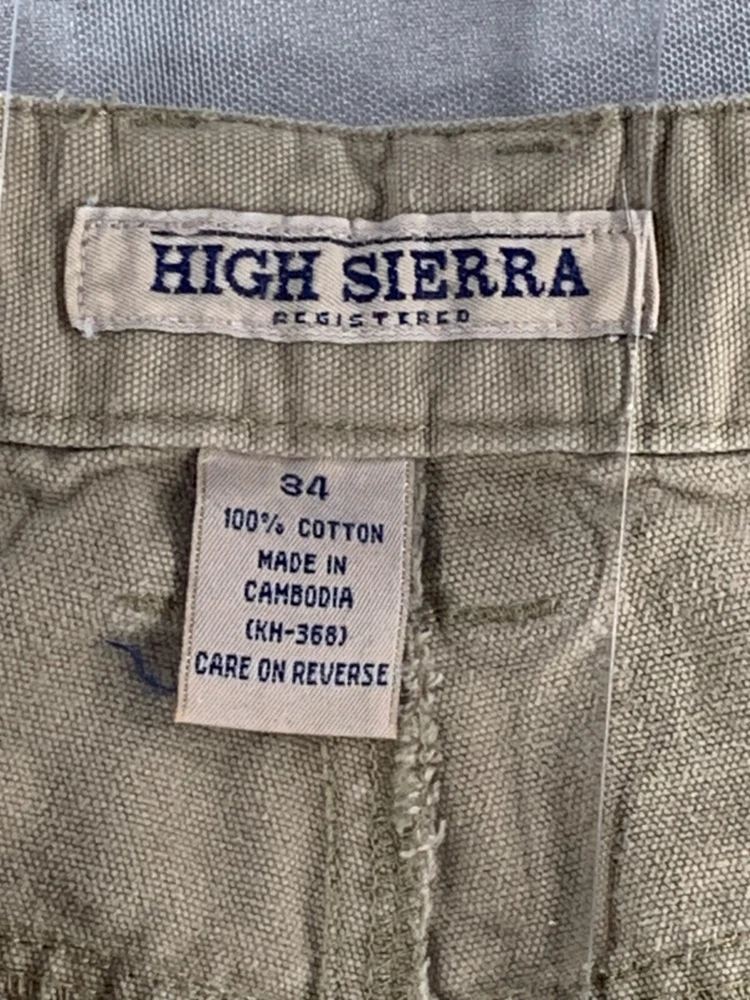 HIGH SIERRA
REGISTERED
34
100% COTTON
MADE IN
CAMBODIA
(KH-368)
CARE ON REVERSE